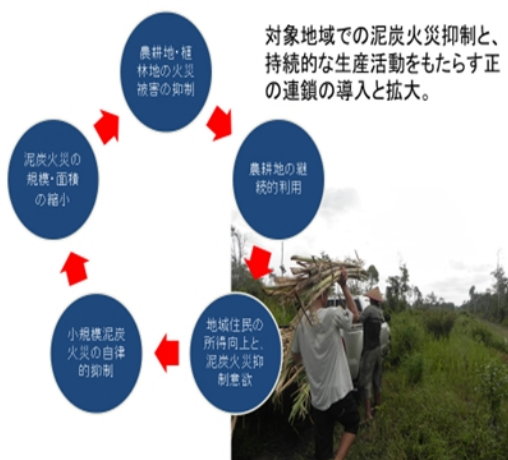 対象地域での泥炭火災抑制と、
持続的な生産活動をもたらす正
の連鎖の導入と拡大。
農耕地・植
林地の火災
被害の抑制
農耕地の継
続的利用
地域住民の
所得向上と、
泥炭火災抑
制意欲
小規模泥炭
火災の自律
的抑制
泥炭火災の
規模・面積
の縮小